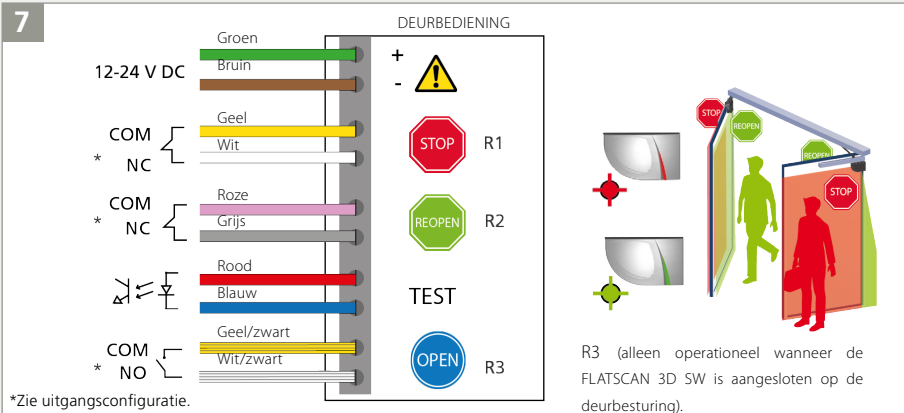 7
DEURBEDIENING
Groen
12-24 V DC
+
Bruin
-
Geel
COM
Wit
* NC
STOP R1
Roze
COM
Grijs
* NC
REOPEN R2
Rood
Blauw
TEST
Geel/zwart
COM
Wit/zwart
* NO
OPEN R3
*Zie uitgangsconfiguratie.
STOP
REOPEN
REOPEN
STOP
R3 (alleen operationeel wanneer de
FLATSCAN 3D SW is aangesloten op de
deurbesturing).